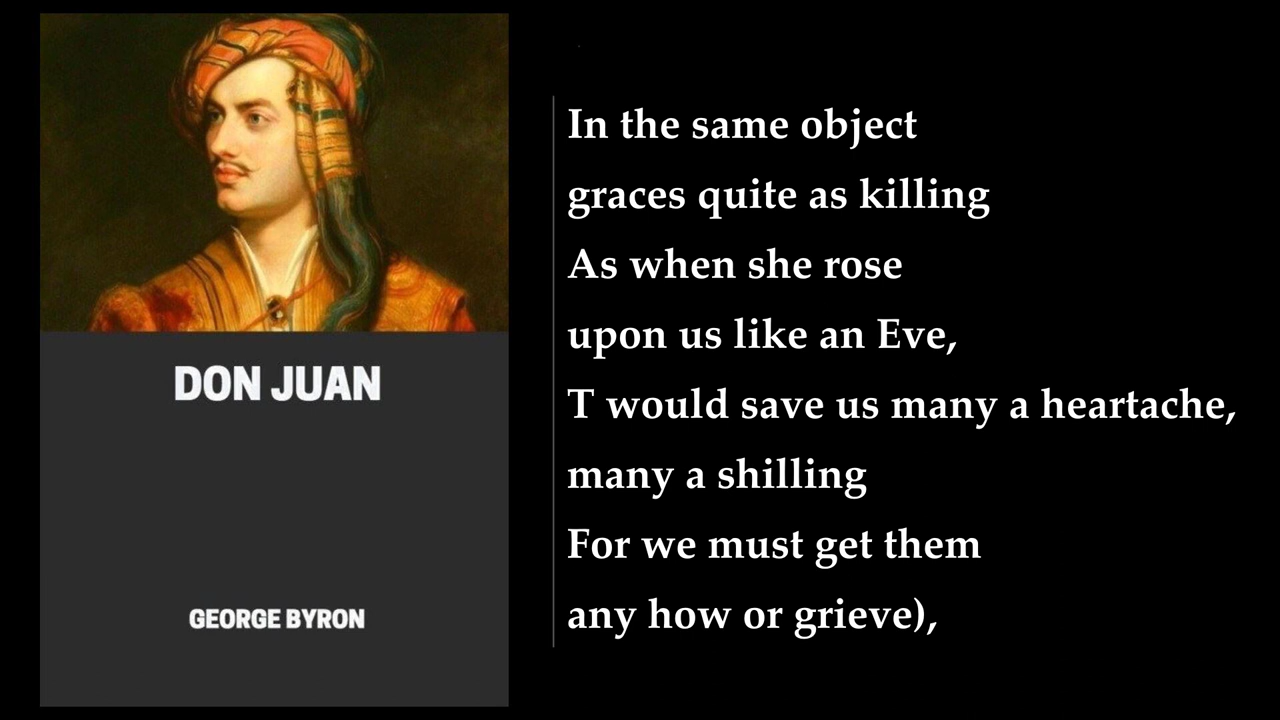 DON JUAN
GEORGE BYRON
In the same object
graces quite as killing
As when she rose
upon us like an Eve,
T would save us many a heartache,
many a shilling
For we must get them
any how or grieve),